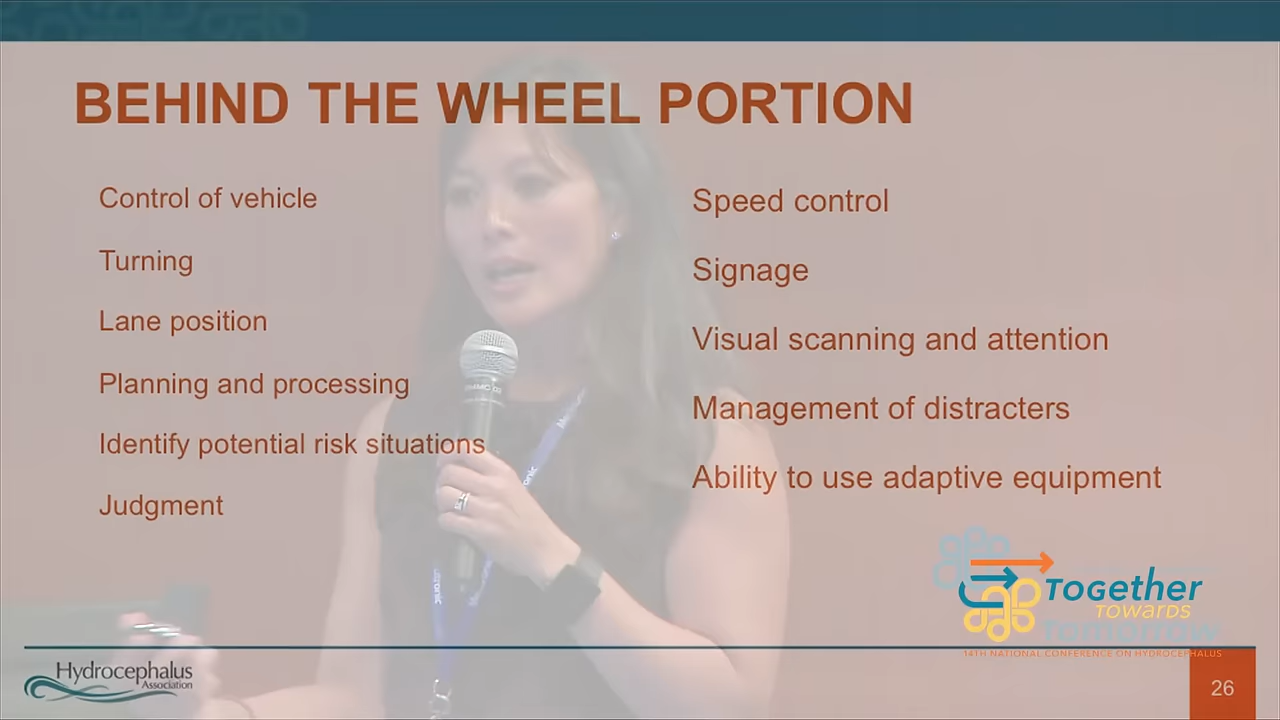 BEHIND THE WHEEL PORTION
Control of vehicle
Turning
Lane position
Planning and processing
Identify potential risk situations
Judgment
Speed control
Signage
Visual scanning and attention
Management of distracters
Ability to use adaptive equipment
Together
TOWARDS
Tomorrow
14TH NATIONAL CONFERENCE ON HYDROCEPHALUS
Hydrocephalus
Association
26